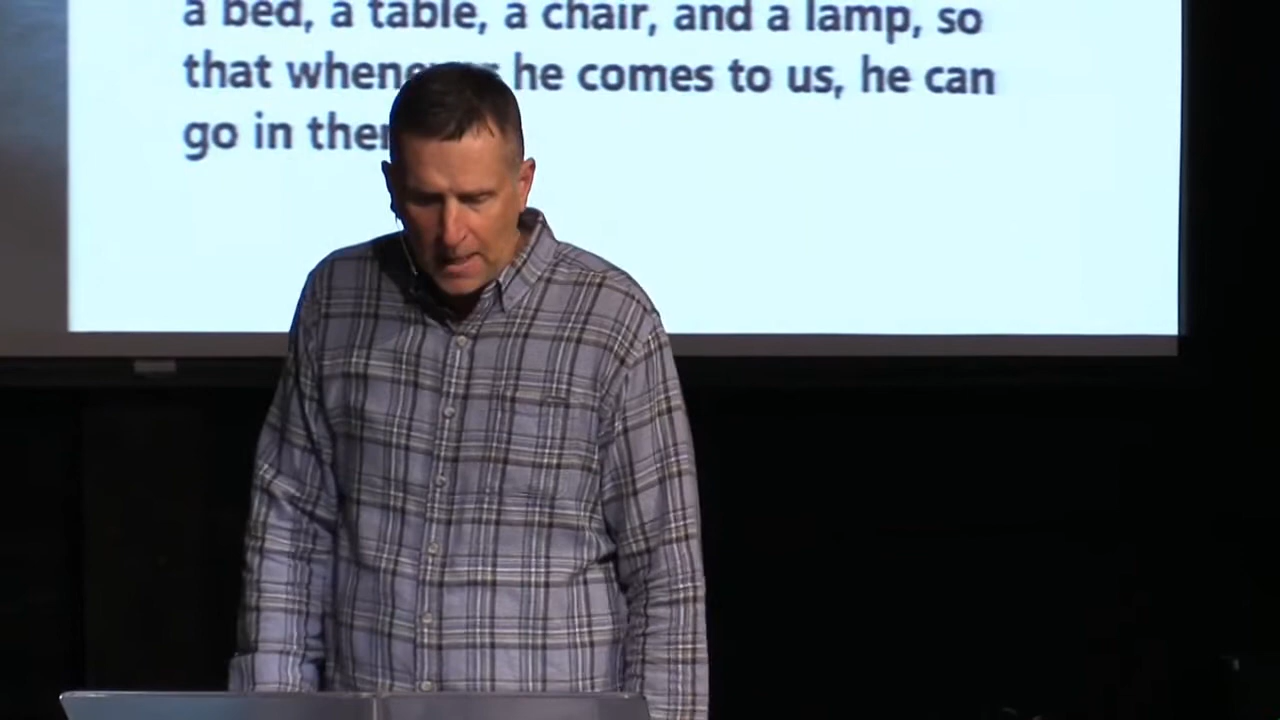 a bed, a table, a chair, and a lamp, so
that he comes to us, he can
go in